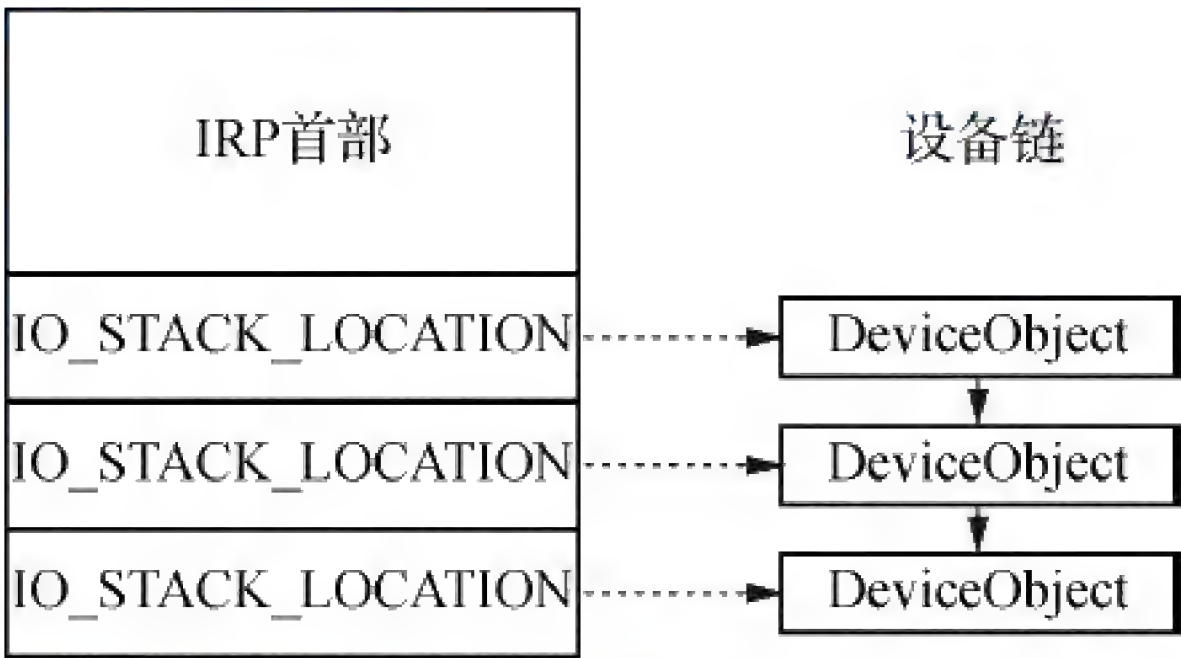 IRP首部
设备链
IO_STACK_LOCATION
DeviceObject
IO_STACK_LOCATION
DeviceObject
IO_STACK_LOCATION
DeviceObject